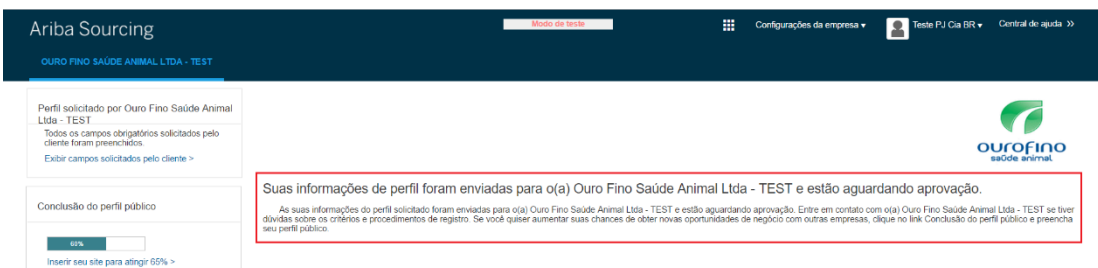 Ariba Sourcing
Modo de teste
Configurações da empresa ▾
Teste PJ Cia BR ▾
Central de ajuda >>
OURO FINO SAÚDE ANIMAL LTDA - TEST
Perfil solicitado por Ouro Fino Saúde Animal
Ltda - TEST
Todos os campos obrigatórios solicitados pelo
cliente foram preenchidos.
Exibir campos solicitados pelo cliente >
Conclusão do perfil público
60%
Inserir seu site para atingir 65% >
ourofino
saúde animal
Suas informações de perfil foram enviadas para o(a) Ouro Fino Saúde Animal Ltda - TEST e estão aguardando aprovação.
As suas informações do perfil solicitado foram enviadas para o(a) Ouro Fino Saúde Animal Ltda - TEST e estão aguardando aprovação. Entre em contato com o(a) Ouro Fino Saúde Animal Ltda - TEST se tiver
dúvidas sobre os critérios e procedimentos de registro. Se você quiser aumentar suas chances de obter novas oportunidades de negócio com outras empresas, clique no link Conclusão do perfil público e preencha
seu perfil público.